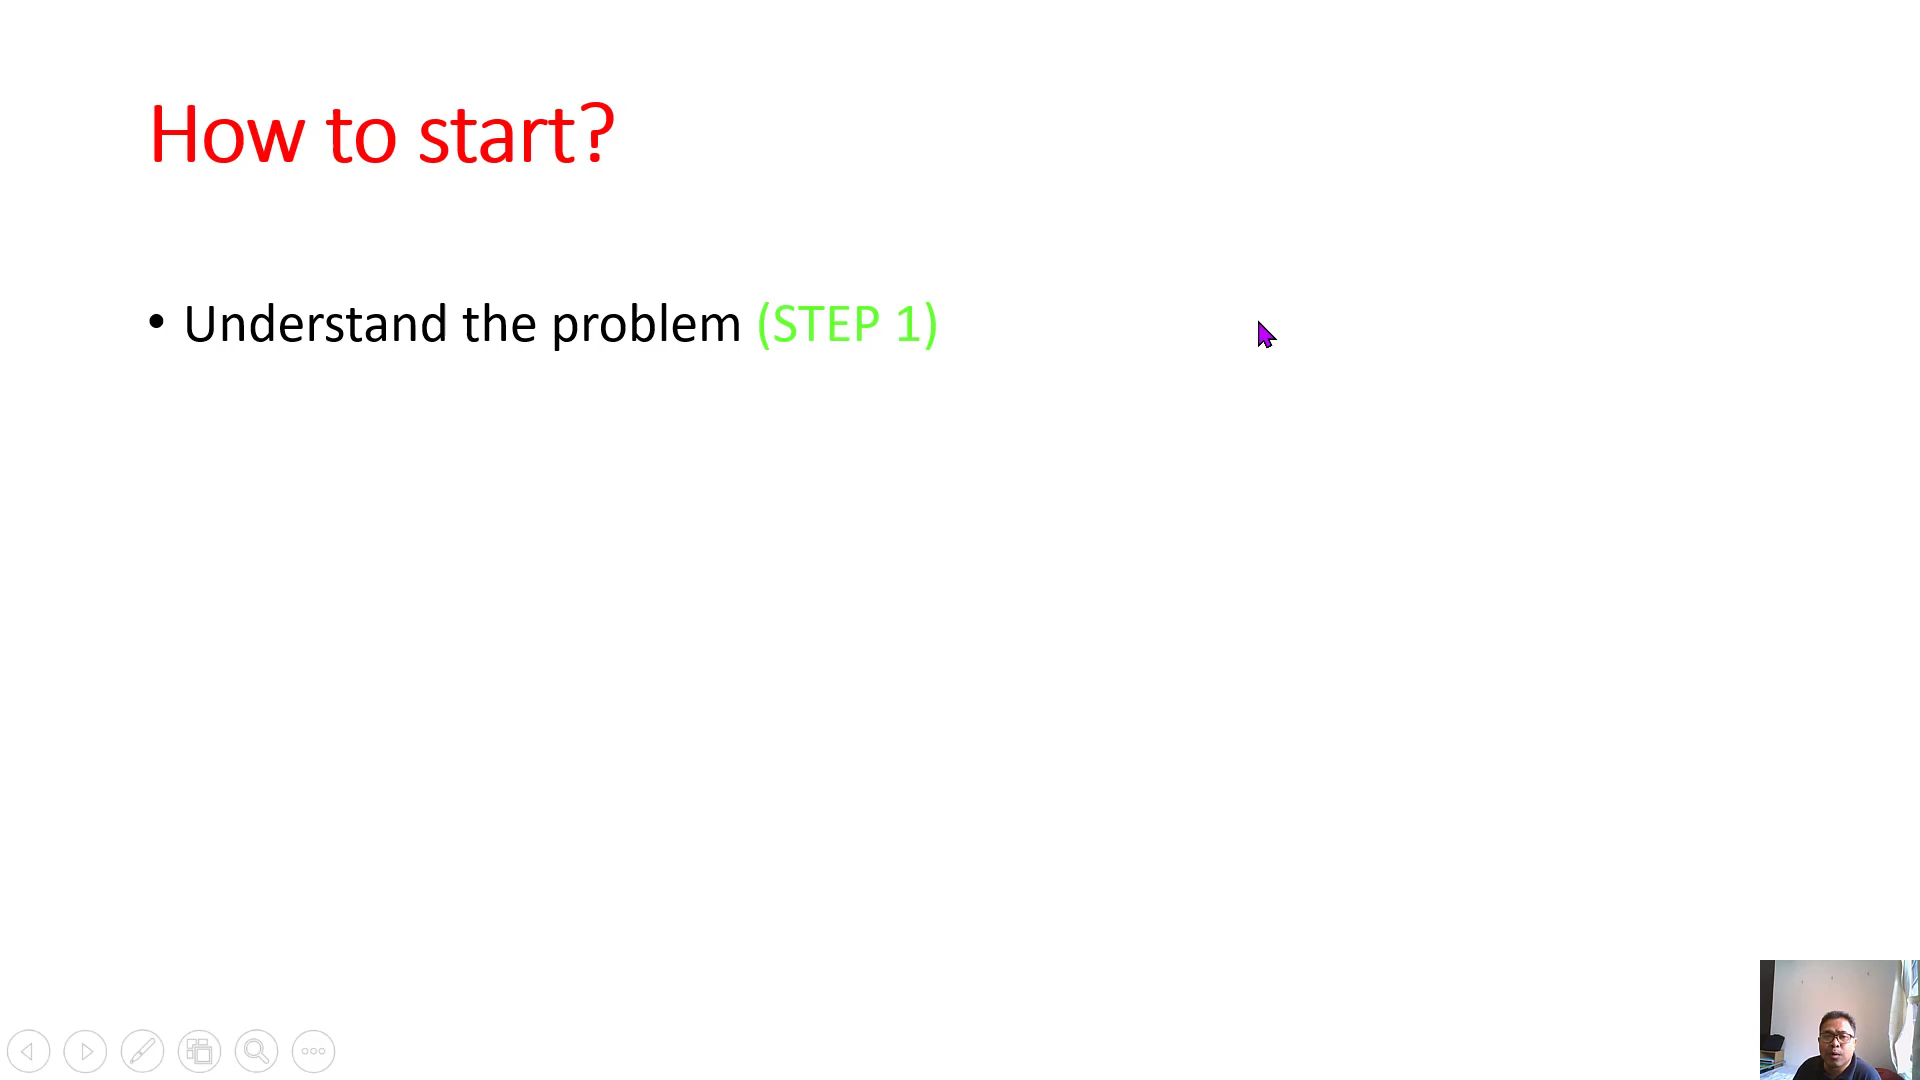 How to start?
• Understand the problem (STEP 1)